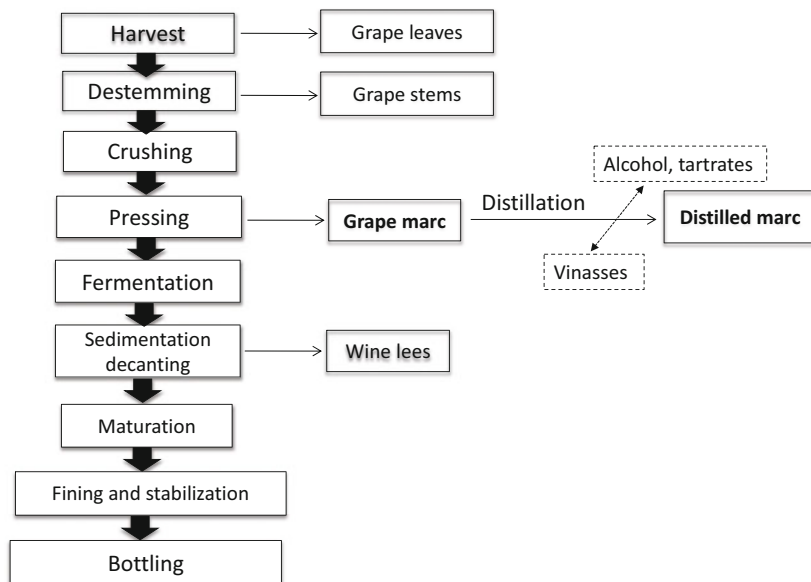 Harvest
Grape leaves
Destemming
Grape stems
Crushing
Alcohol, tartrates
Pressing
Grape marc
Distillation
Distilled marc
Vinasses
Fermentation
Sedimentation
decanting
Wine lees
Maturation
Fining and stabilization
Bottling